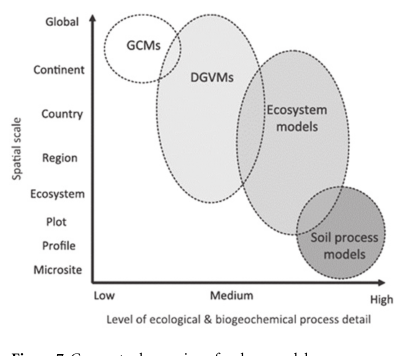 Global
Continent
Country
Region
Ecosystem
Plot
Profile
Microsite
Spatial scale
GCMs
DGVMs
Ecosystem
models
Soil process
models
Low
Medium
High
Level of ecological & biogeochemical process detail